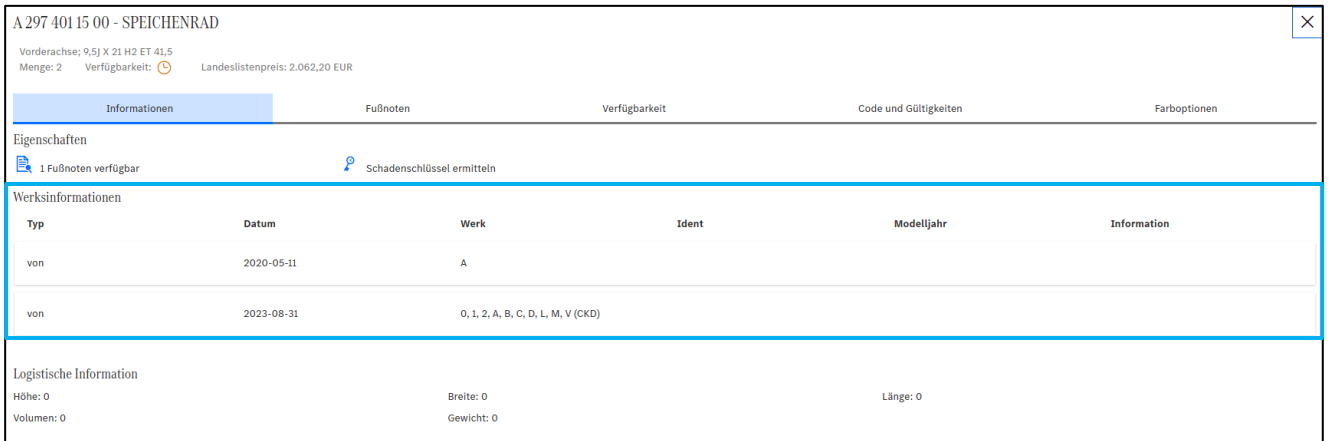 A 297 401 15 00 - SPEICHENRAD
Vorderachse; 9,5J X 21 H2 ET 41,5
Menge: 2 Verfügbarkeit: Landeslistenpreis: 2.062,20 EUR
Informationen Fußnoten Verfügbarkeit Code und Gültigkeiten Farboptionen
Eigenschaften
1 Fußnoten verfügbar Schadenschlüssel ermitteln
Werksinformationen
Typ Datum Werk Ident Modelljahr Information
von 2020-05-11 A
von 2023-08-31 0, 1, 2, A, B, C, D, L, M, V (CKD)
Logistische Information
Höhe: 0 Breite: 0 Länge: 0
Volumen: 0 Gewicht: 0